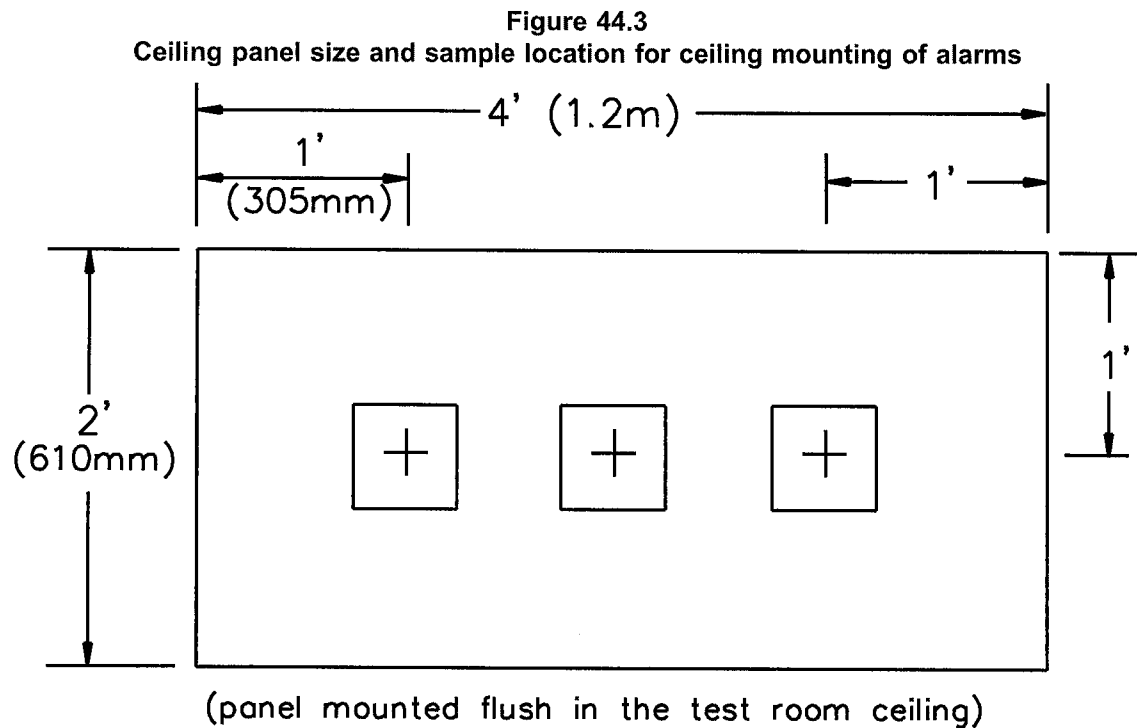 Figure 44.3
Ceiling panel size and sample location for ceiling mounting of alarms
4' (1.2m)
1'
(305mm)
1'
1'
2'
(610mm)
(panel mounted flush in the test room ceiling)